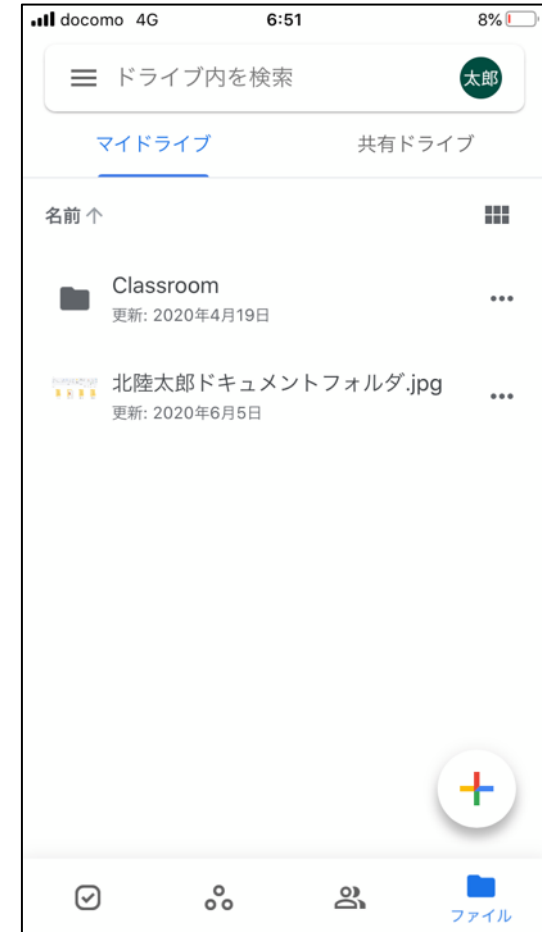 docomo 4G 6:51 8%
ドライブ内を検索 太郎
マイドライブ 共有ドライブ
名前
Classroom
更新: 2020年4月19日
北陸太郎ドキュメントフォルダ.jpg
更新: 2020年6月5日
ファイル